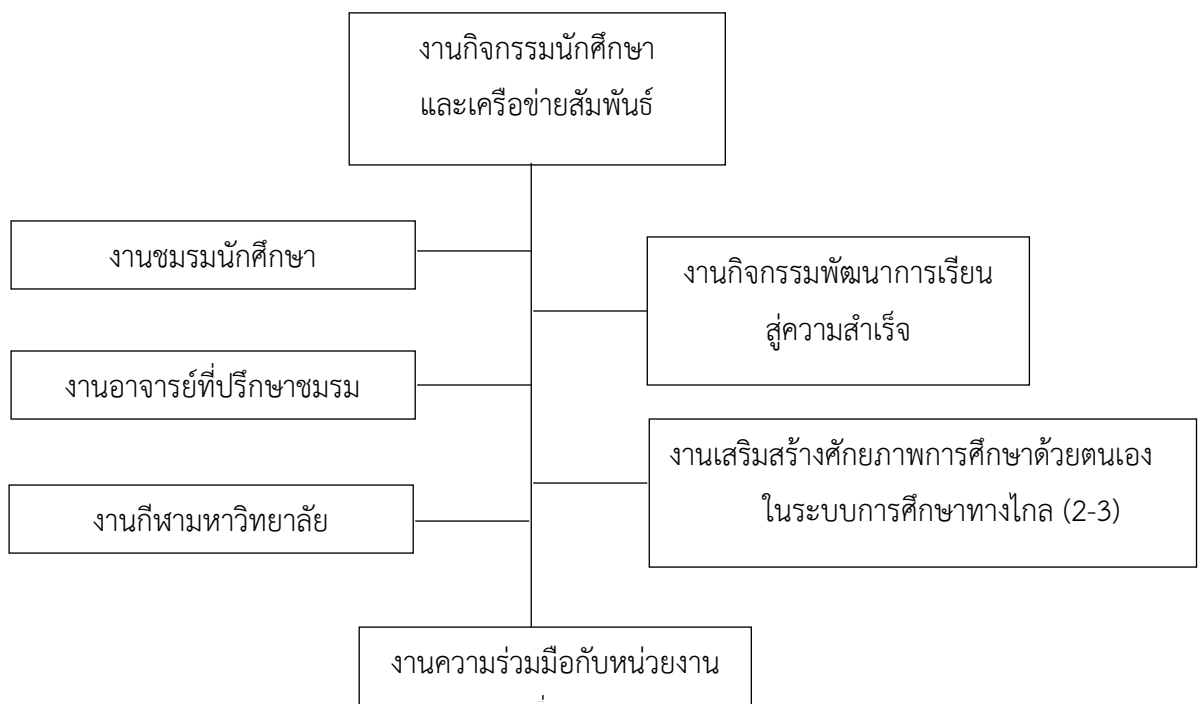 งานกิจกรรมนักศึกษา
และเครือข่ายสัมพันธ์
งานชมรมนักศึกษา
งานกิจกรรมพัฒนาการเรียน
สู่ความสำเร็จ
งานอาจารย์ที่ปรึกษาชมรม
งานเสริมสร้างศักยภาพการศึกษาด้วยตนเอง
ในระบบการศึกษาทางไกล (2-3)
งานกีฬามหาวิทยาลัย
งานความร่วมมือกับหน่วยงาน